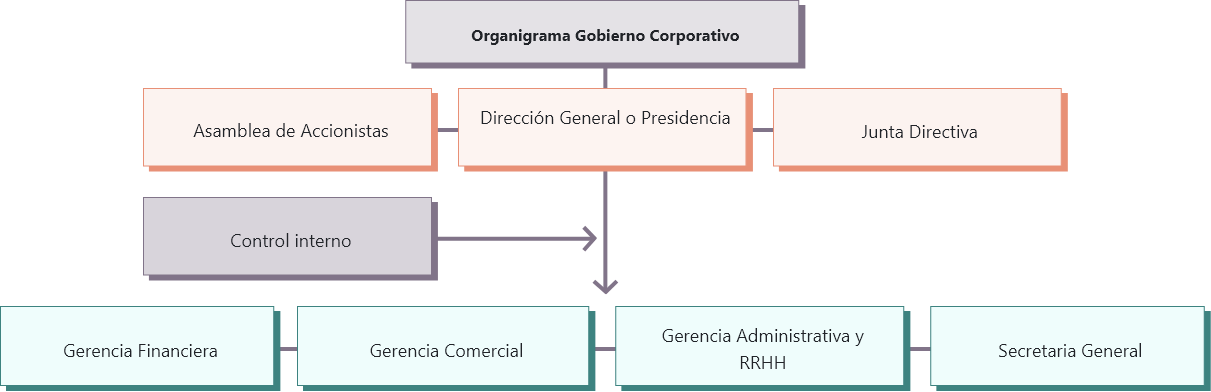 Organigrama Gobierno Corporativo
Asamblea de Accionistas
Dirección General o Presidencia
Junta Directiva
Control interno
Gerencia Financiera
Gerencia Comercial
Gerencia Administrativa y
RRHH
Secretaria General